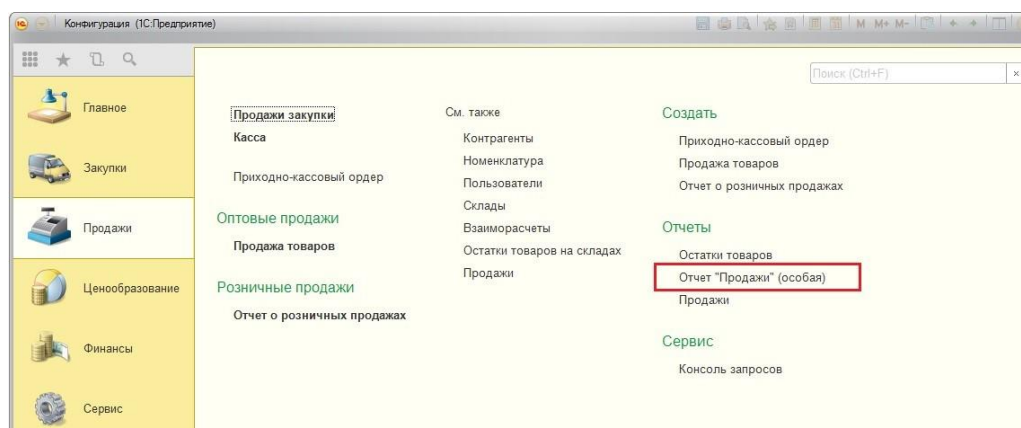 Конфигурация (1С:Предприятие)
M M+ M-
Поиск (Ctrl+F)
Главное
Закупки
Продажи
Ценообразование
Финансы
Сервис
Продажи закупки
Касса
Приходно-кассовый ордер
Оптовые продажи
Продажа товаров
Розничные продажи
Отчет о розничных продажах
См. также
Контрагенты
Номенклатура
Пользователи
Склады
Взаиморасчеты
Остатки товаров на складах
Продажи
Создать
Приходно-кассовый ордер
Продажа товаров
Отчет о розничных продажах
Отчеты
Остатки товаров
Отчет "Продажи" (особая)
Продажи
Сервис
Консоль запросов